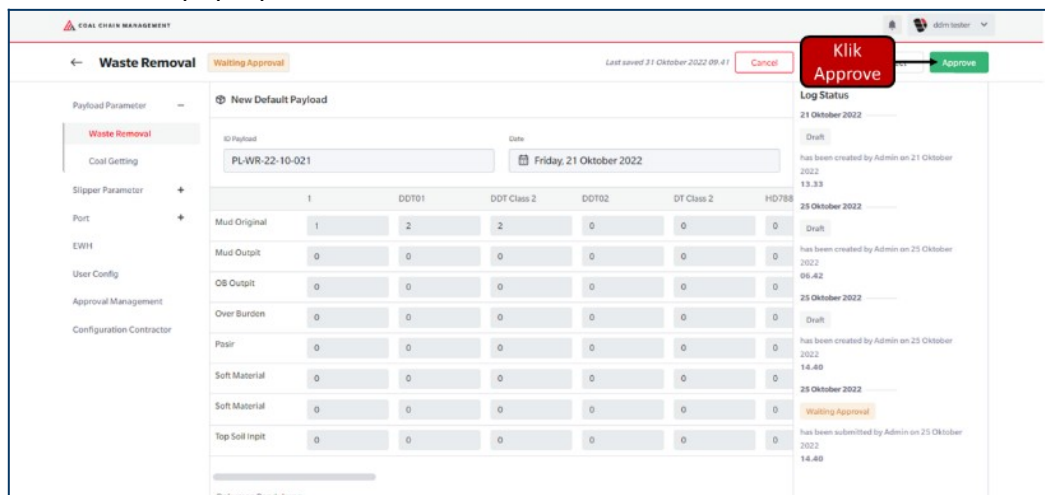 COAL CHAIN MANAGEMENT
ddm tester
Waste Removal
Waiting Approval
Last saved 31 Oktober 2022 09.41
Cancel
Klik
Approve
Approve
Payload Parameter
Waste Removal
Coal Getting
Slipper Parameter
Port
EWH
User Config
Approval Management
Configuration Contractor
New Default Payload
ID Payload
Date
PL-WR-22-10-021
Friday, 21 Oktober 2022
1 DDT01 DDT Class 2 DDT02 DT Class 2 HD788
Mud Original 1 2 2 0 0 0
Mud Outpit 0 0 0 0 0 0
OB Outpit 0 0 0 0 0 0
Over Burden 0 0 0 0 0 0
Pasir 0 0 0 0 0 0
Soft Material 0 0 0 0 0 0
Soft Material 0 0 0 0 0 0
Top Soil Inpit 0 0 0 0 0 0
Log Status
21 Oktober 2022
Draft
has been created by Admin on 21 Oktober
2022
13.33
25 Oktober 2022
Draft
has been created by Admin on 25 Oktober
2022
06.42
25 Oktober 2022
Draft
has been created by Admin on 25 Oktober
2022
14.40
25 Oktober 2022
Waiting Approval
has been submitted by Admin on 25 Oktober
2022
14.40